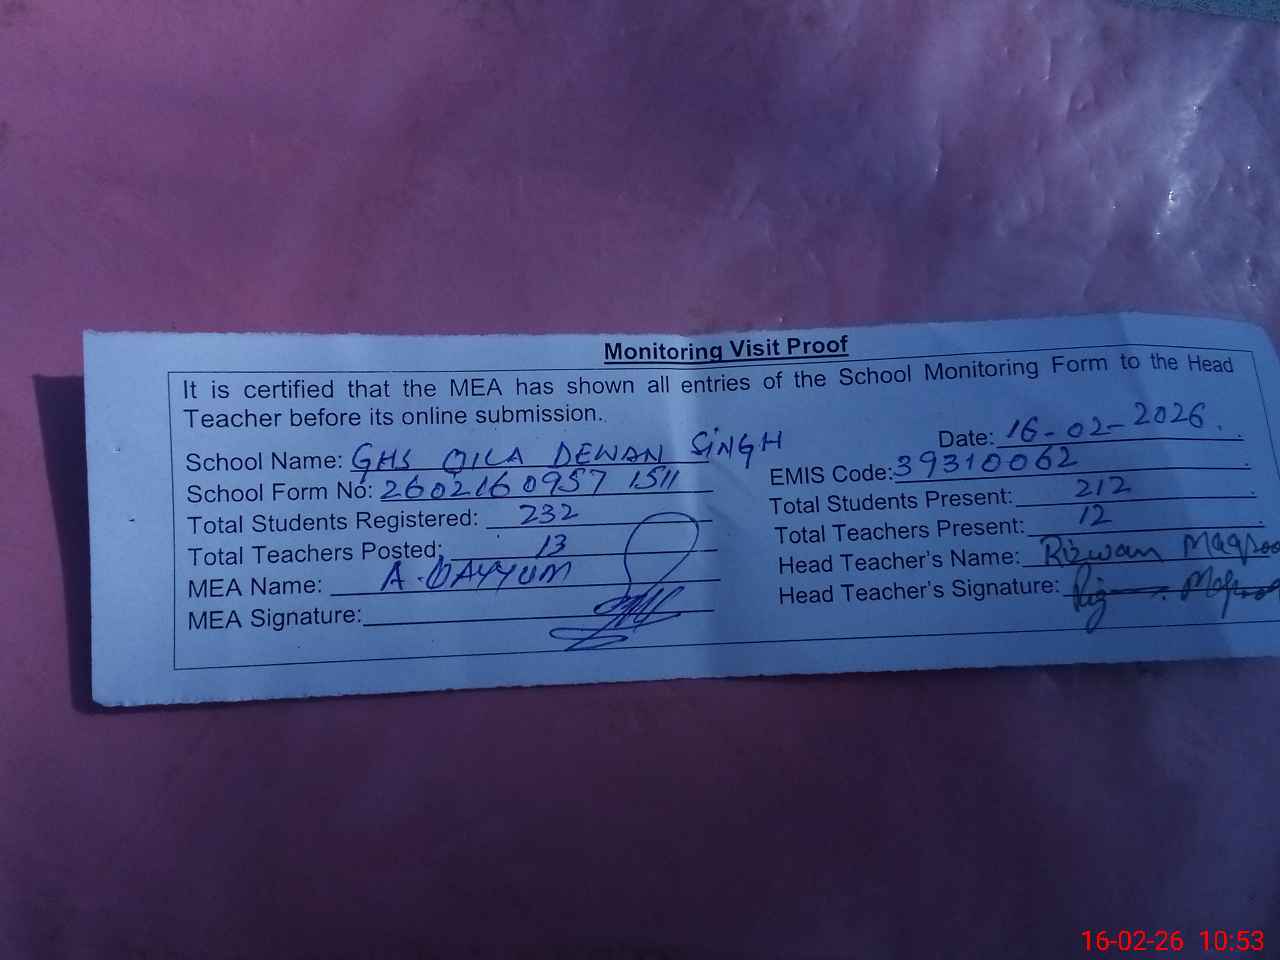 Monitoring Visit Proof
It is certified that the MEA has shown all entries of the School Monitoring Form to the Head
Teacher before its online submission.
School Name: GHS QILA DEWAN SINGH Date: 16-02-2026.
School Form No: 2602160957 1511 EMIS Code: 39310062
Total Students Registered: 232 Total Students Present: 212
Total Teachers Posted: 13 Total Teachers Present: 12
MEA Name: A.QAYYUM Head Teacher's Name: Rizwan
MEA Signature: Head Teacher's Signature:
16-02-26 10:53